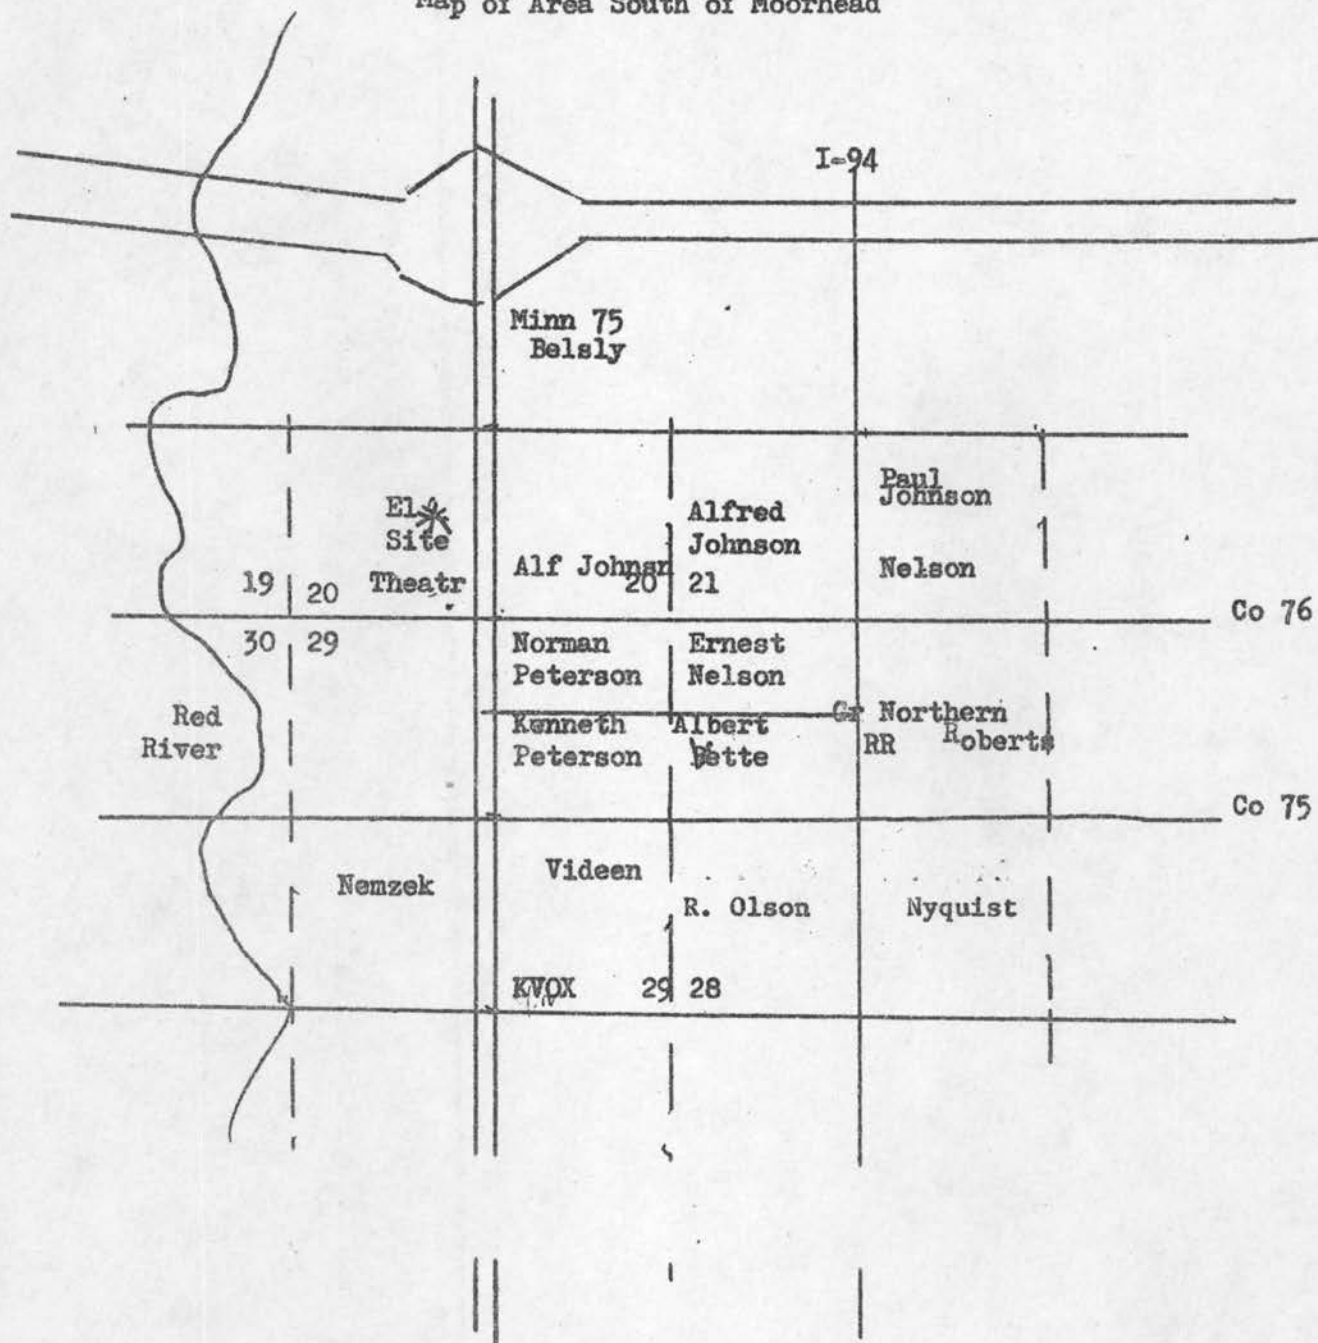 Map of Area South of Moorhead
I-94
Minn 75
Belsly
Paul
Johnson
El
Site
Alfred
Johnson
Alf Johnsn
Nelson
19 20
Theatr
20 21
Co 76
30 29
Norman
Peterson
Ernest
Nelson
Red
River
Gr Northern
RR
Roberts
Kenneth
Peterson
Albert
Bette
Co 75
Videen
Nemzek
R. Olson
Nyquist
KVOX
29 28